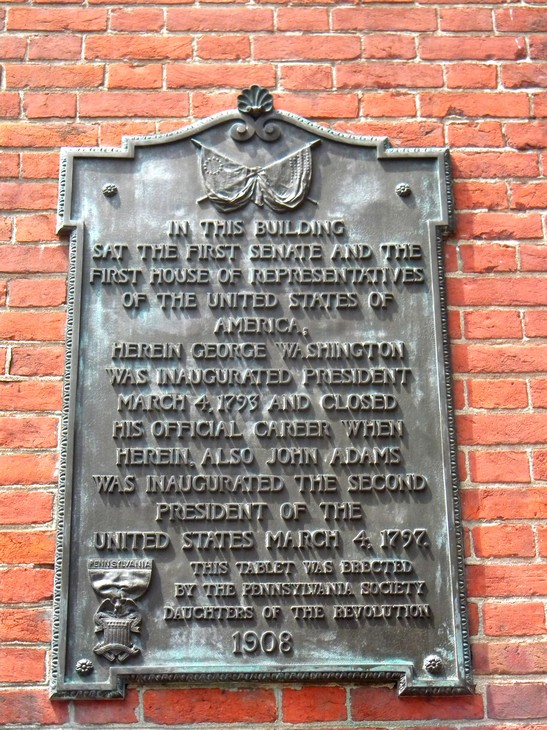 IN THIS BUILDING
SAT THE FIRST SENATE AND THE
FIRST HOUSE OF REPRESENTATIVES
OF THE UNITED STATES OF
AMERICA;
HEREIN GEORGE WASHINGTON
WAS INAUGURATED PRESIDENT
MARCH 4, 1793 AND CLOSED
HIS OFFICIAL CAREER WHEN
HEREIN, ALSO JOHN ADAMS
WAS INAUGURATED THE SECOND
PRESIDENT OF THE
UNITED STATES MARCH 4, 1797.
PENNSYLVANIA
THIS TABLET WAS ERECTED
BY THE PENNSYLVANIA SOCIETY
DAUGHTERS OF THE REVOLUTION
1908